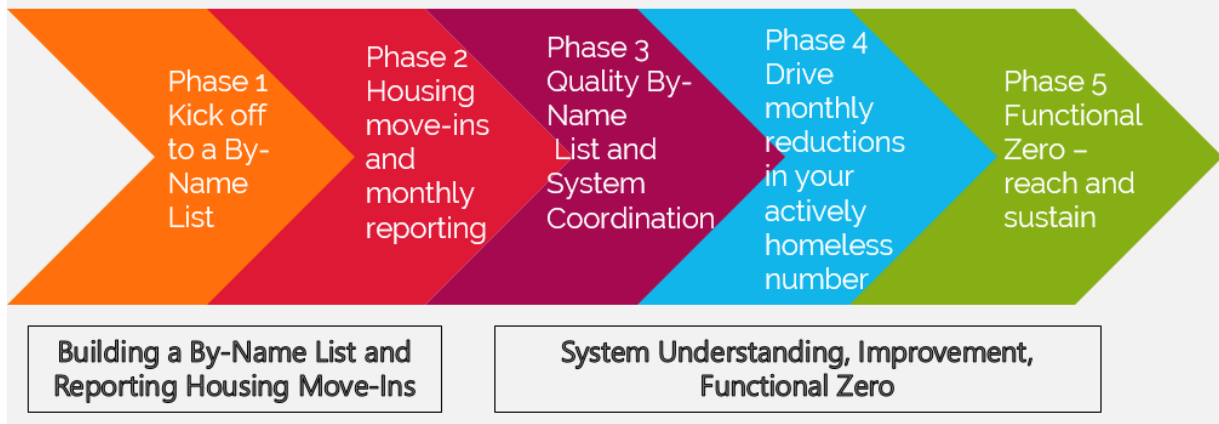 Phase 1
Kick off
to a By-
Name
List
Phase 2
Housing
move-ins
and
monthly
reporting
Phase 3
Quality By-
Name
List and
System
Coordination
Phase 4
Drive
monthly
reductions
in your
actively
homeless
number
Phase 5
Functional
Zero –
reach and
sustain
Building a By-Name List and
Reporting Housing Move-Ins
System Understanding, Improvement,
Functional Zero